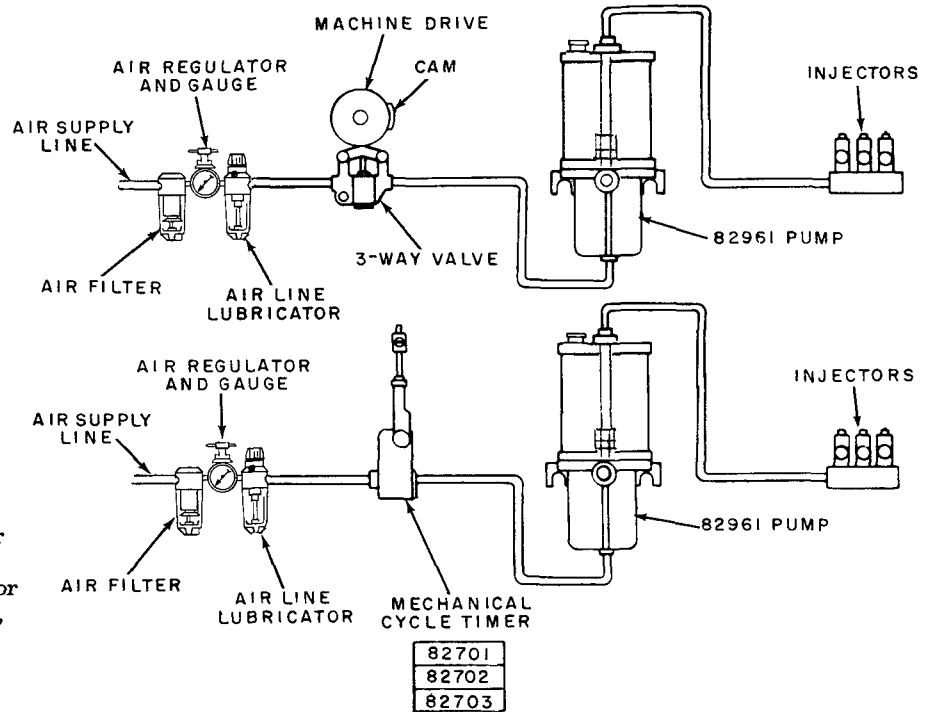 MACHINE DRIVE
CAM
AIR REGULATOR
AND GAUGE
AIR SUPPLY
LINE
INJECTORS
82961 PUMP
3-WAY VALVE
AIR FILTER
AIR LINE
LUBRICATOR
AIR REGULATOR
AND GAUGE
AIR SUPPLY
LINE
INJECTORS
82961 PUMP
AIR FILTER
AIR LINE
LUBRICATOR
MECHANICAL
CYCLE TIMER
82701
82702
82703